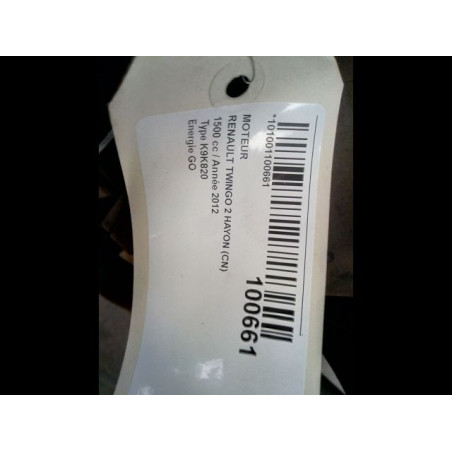 *101001100661
100661
MOTEUR
RENAULT TWINGO 2 HAYON (CN)
1500 cc / Année 2012
Type K9K820
Energie GO